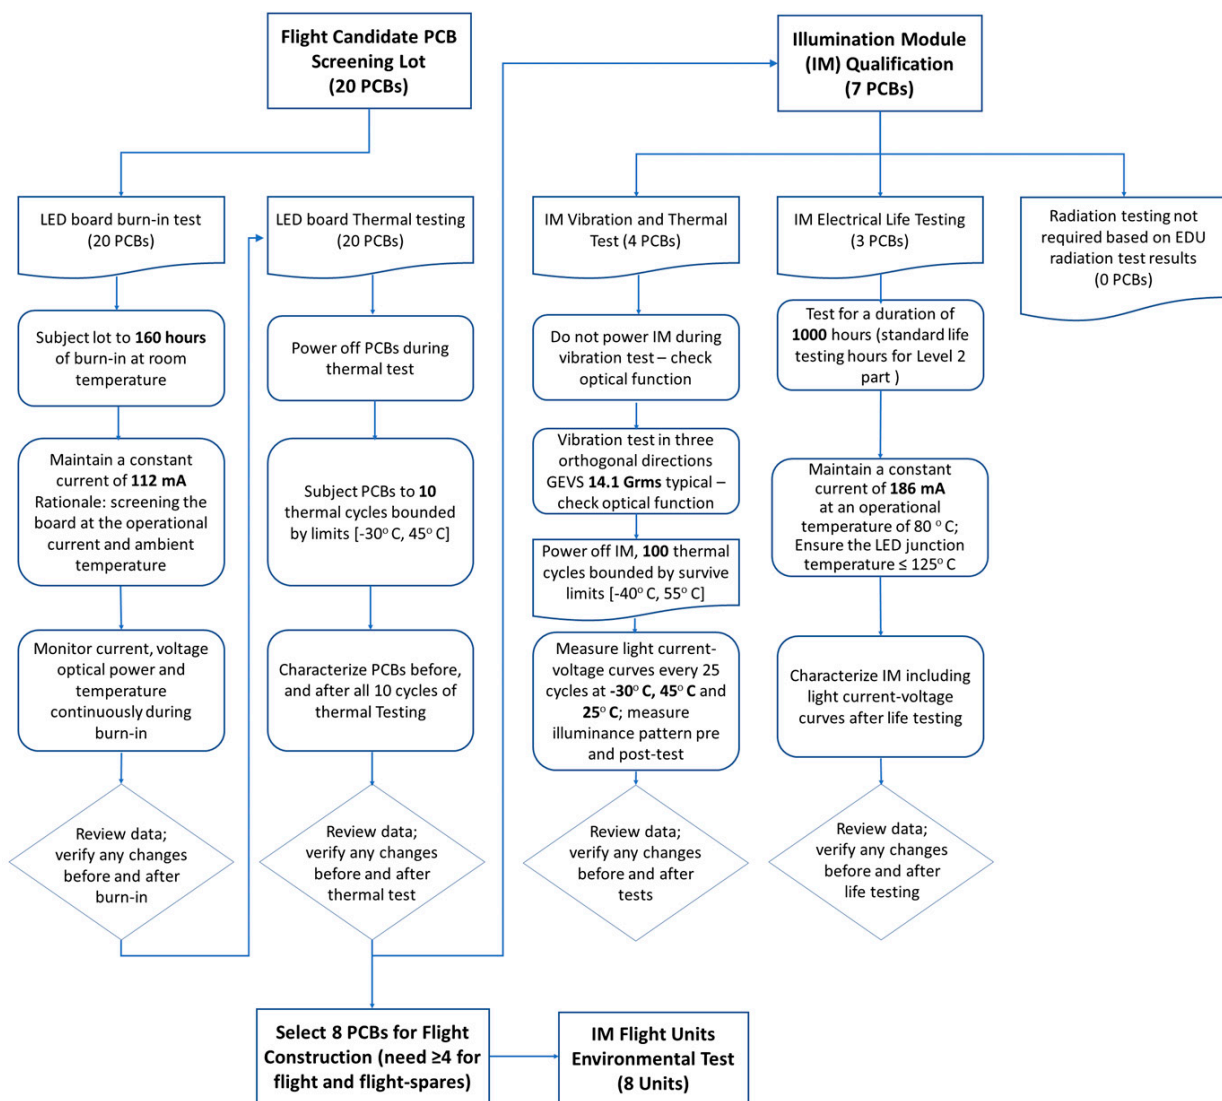 Flight Candidate PCB
Screening Lot
(20 PCBs)
Illumination Module
(IM) Qualification
(7 PCBs)
LED board burn-in test
(20 PCBs)
Subject lot to 160 hours
of burn-in at room
temperature
Maintain a constant
current of 112 mA
Rationale: screening the
board at the operational
current and ambient
temperature
Monitor current, voltage
optical power and
temperature
continuously during
burn-in
Review data;
verify any changes
before and after
burn-in
LED board Thermal testing
(20 PCBs)
Power off PCBs during
thermal test
Subject PCBs to 10
thermal cycles bounded
by limits [-30° C, 45° C]
Characterize PCBs before,
and after all 10 cycles of
thermal Testing
Review data;
verify any changes
before and after
thermal test
IM Vibration and Thermal
Test (4 PCBs)
Do not power IM during
vibration test – check
optical function
Vibration test in three
orthogonal directions
GEVS 14.1 Grms typical –
check optical function
Power off IM, 100 thermal
cycles bounded by survive
limits [-40° C, 55° C]
Measure light current-
voltage curves every 25
cycles at -30° C, 45° C and
25° C; measure
illuminance pattern pre
and post-test
Review data;
verify any changes
before and after
tests
IM Electrical Life Testing
(3 PCBs)
Test for a duration of
1000 hours (standard life
testing hours for Level 2
part )
Maintain a constant
current of 186 mA
at an operational
temperature of 80 ° C;
Ensure the LED junction
temperature ≤ 125° C
Characterize IM including
light current-voltage
curves after life testing
Review data;
verify any changes
before and after
life testing
Radiation testing not
required based on EDU
radiation test results
(0 PCBs)
Select 8 PCBs for Flight
Construction (need ≥4 for
flight and flight-spares)
IM Flight Units
Environmental Test
(8 Units)